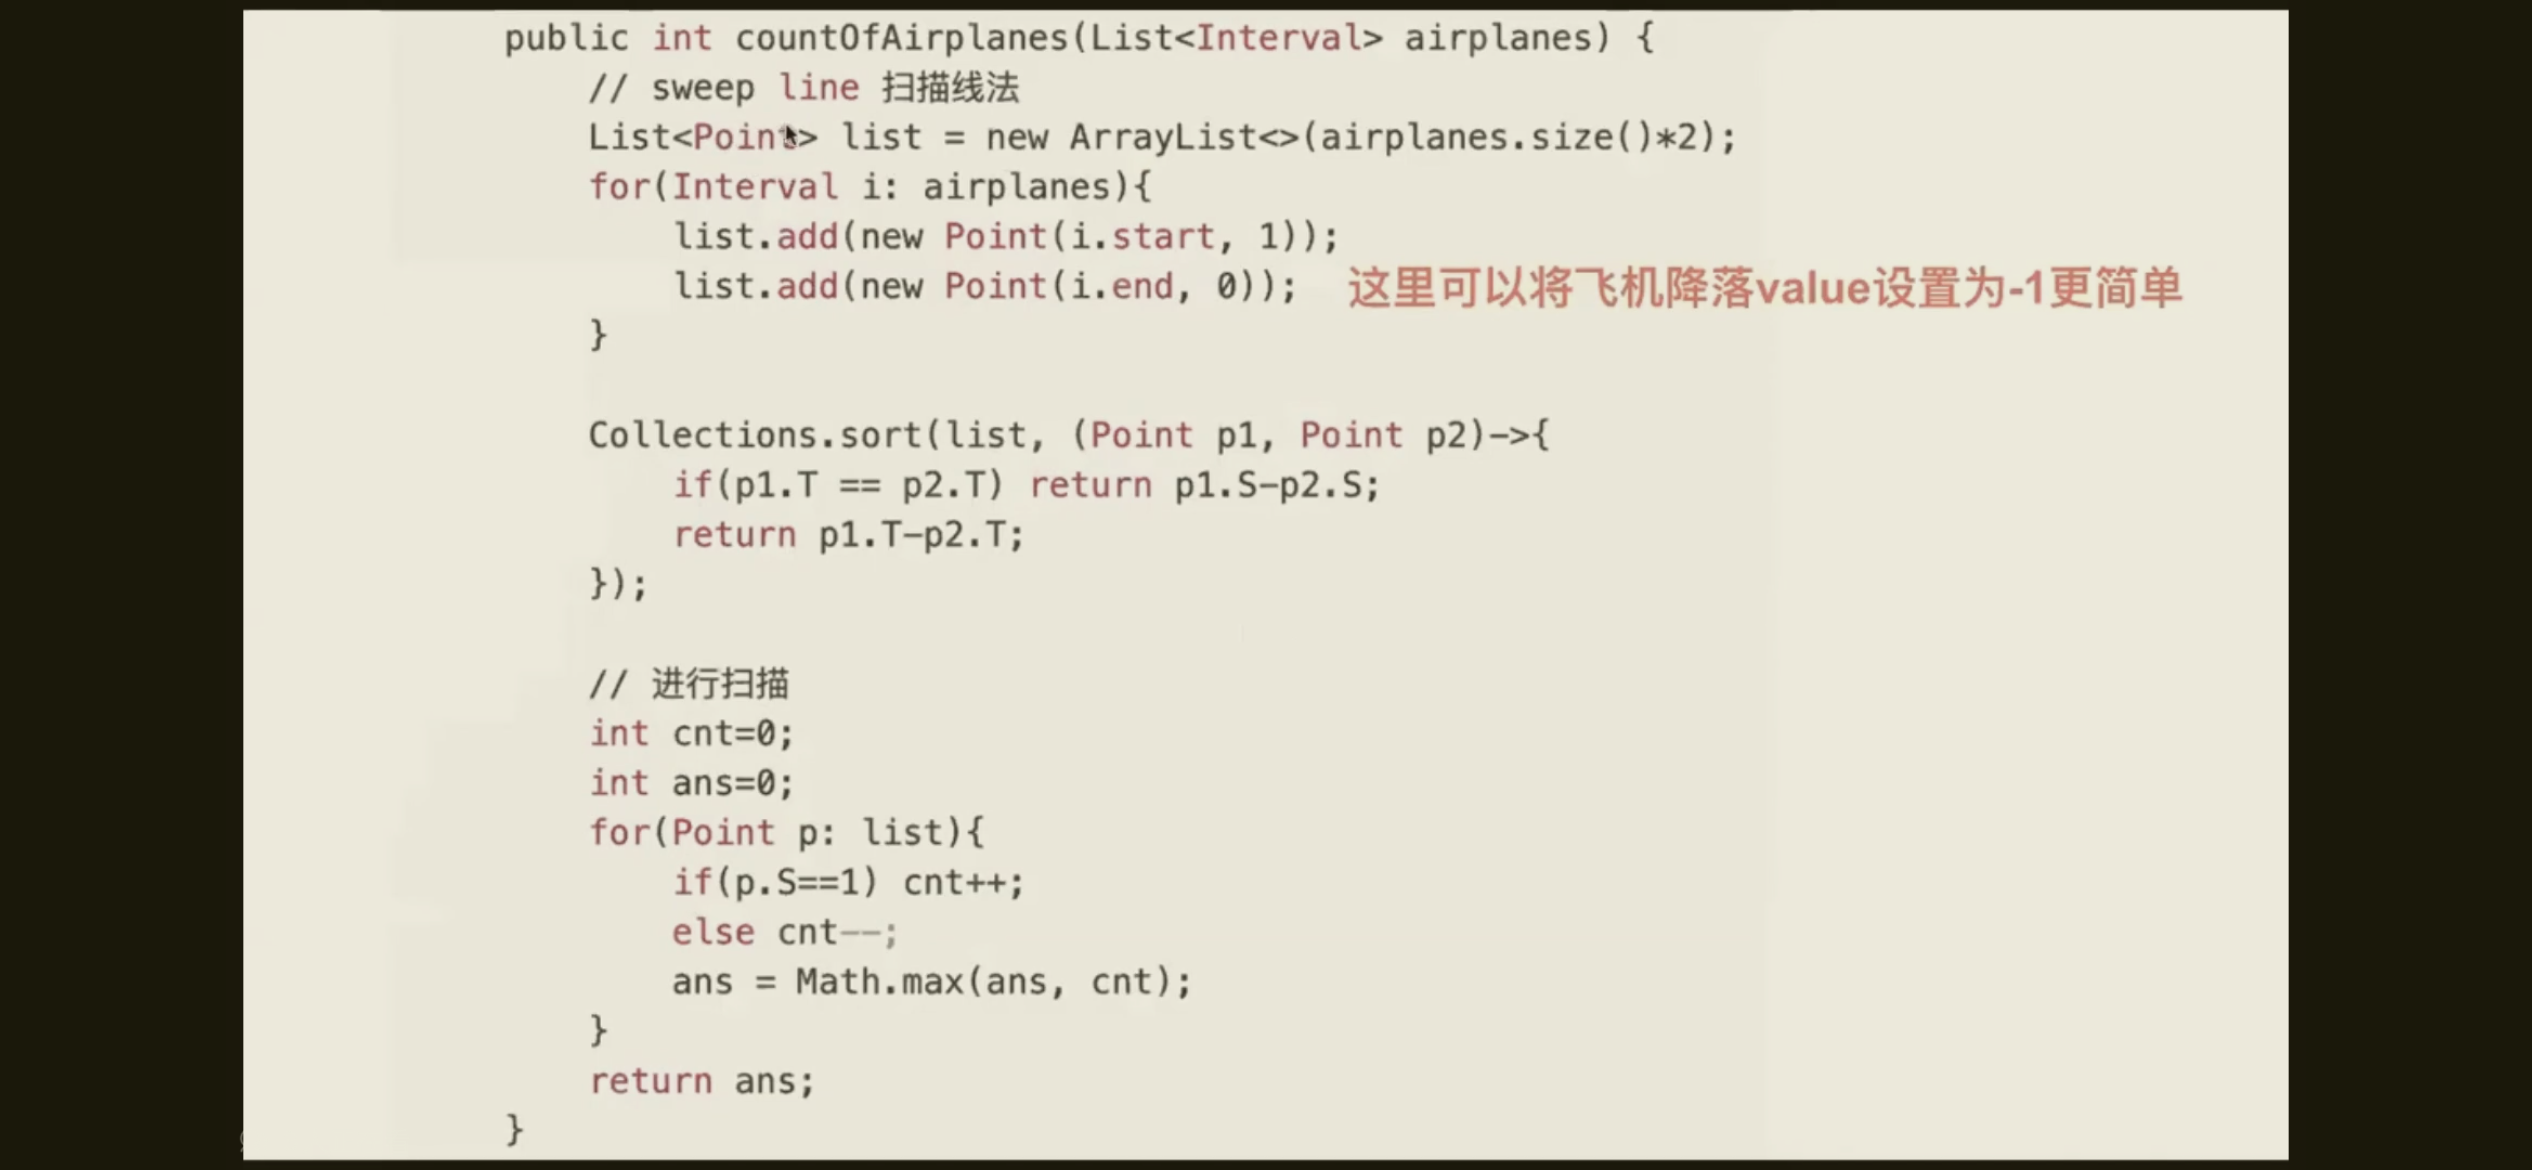 public int countOfAirplanes(List<Interval> airplanes) {
// sweep line 扫描线法
List<Point> list = new ArrayList<>(airplanes.size()*2);
for(Interval i: airplanes){
list.add(new Point(i.start, 1));
list.add(new Point(i.end, 0)); 这里可以将飞机降落value设置为-1更简单
}
Collections.sort(list, (Point p1, Point p2)->{
if(p1.T == p2.T) return p1.S-p2.S;
return p1.T-p2.T;
});
// 进行扫描
int cnt=0;
int ans=0;
for(Point p: list){
if(p.S==1) cnt++;
else cnt--;
ans = Math.max(ans, cnt);
}
return ans;
}